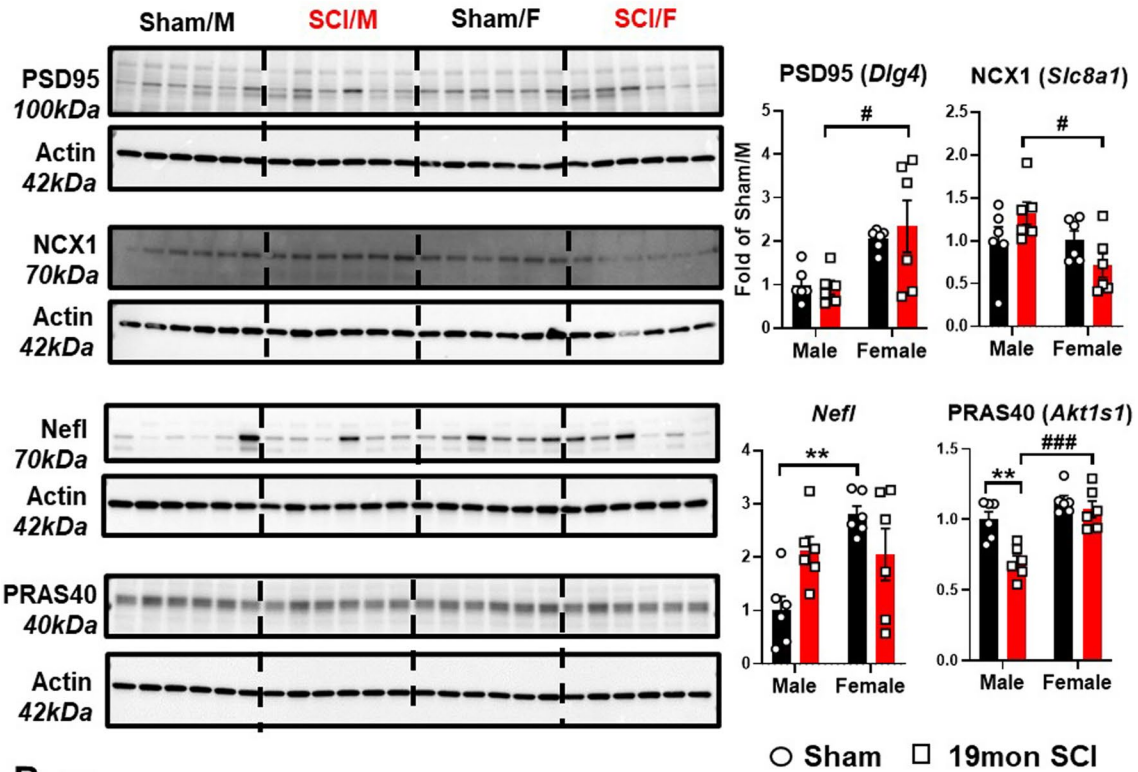 Sham/M SCI/M Sham/F SCI/F
PSD95
100kDa
Actin
42kDa
NCX1
70kDa
Actin
42kDa
Nefl
70kDa
Actin
42kDa
PRAS40
40kDa
Actin
42kDa
PSD95 (Dlg4)
#
Fold of Sham/M
5
4
3
2
1
0
Male Female
NCX1 (Slc8a1)
#
2.5
2.0
1.5
1.0
0.5
0.0
Male Female
Nefl
**
4
3
2
1
0
Male Female
PRAS40 (Akt1s1)
###
**
1.5
1.0
0.5
0.0
Male Female
Sham 19mon SCI